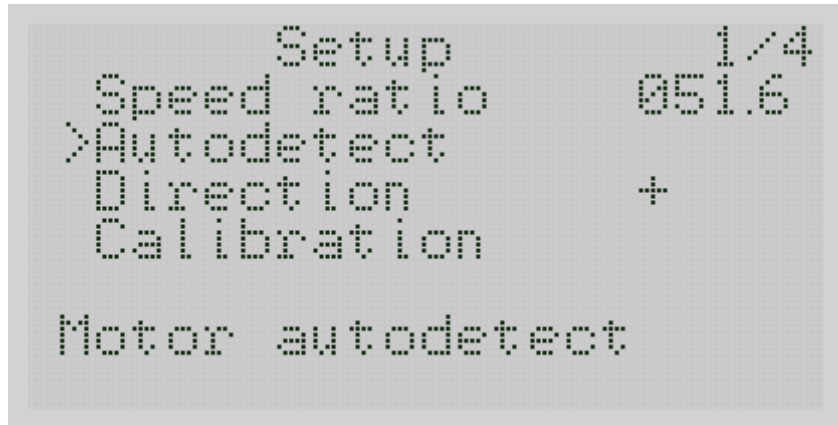 Setup 1/4
Speed ratio 051.6
>Autodetect
Direction +
Calibration
Motor autodetect